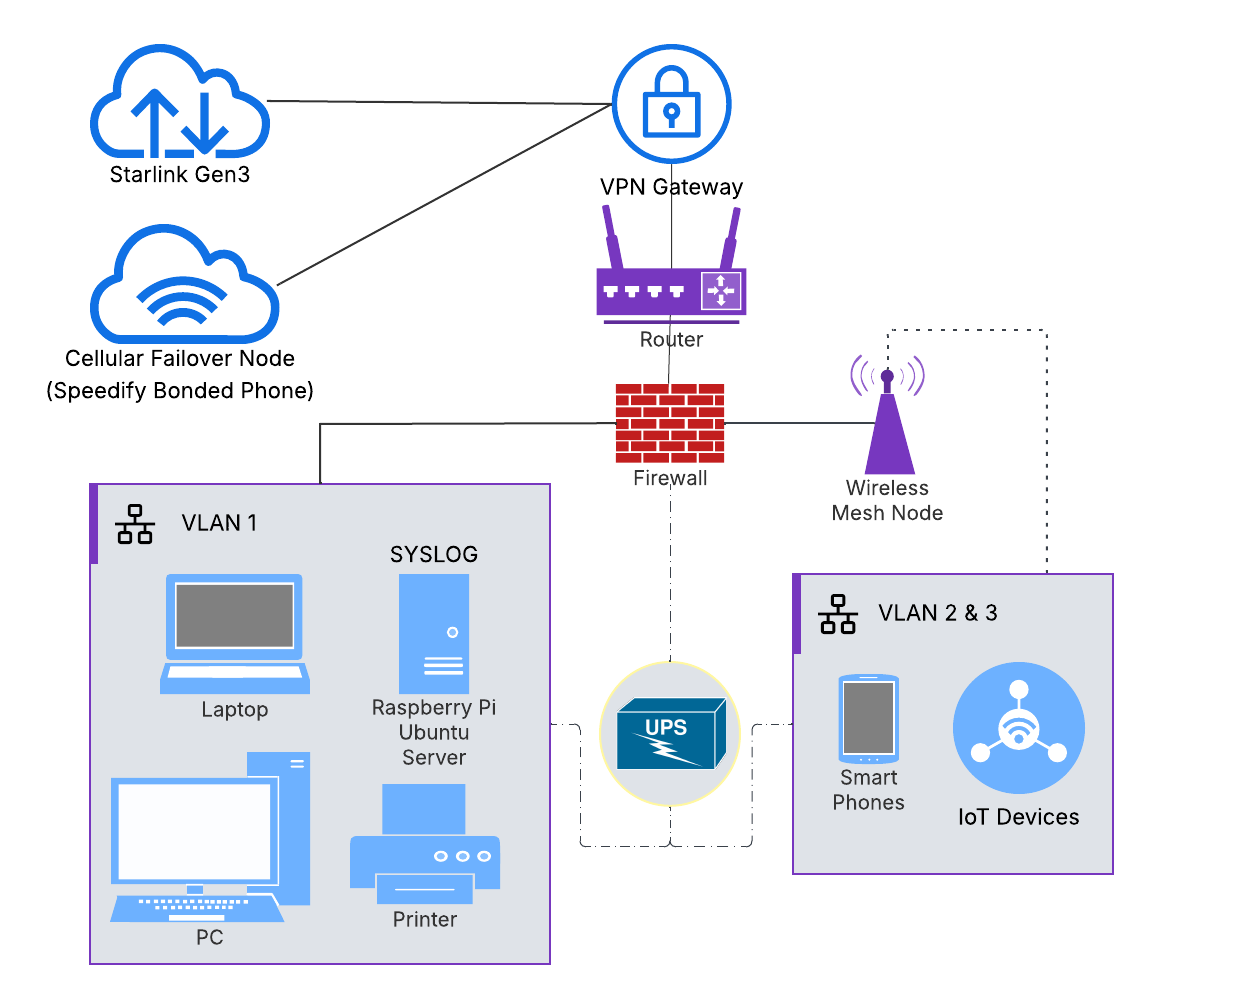 Starlink Gen3
VPN Gateway
Cellular Failover Node
(Speedify Bonded Phone)
Router
Firewall
Wireless
Mesh Node
VLAN 1
SYSLOG
Laptop
Raspberry Pi
Ubuntu
Server
PC
Printer
UPS
VLAN 2 & 3
Smart
Phones
IoT Devices